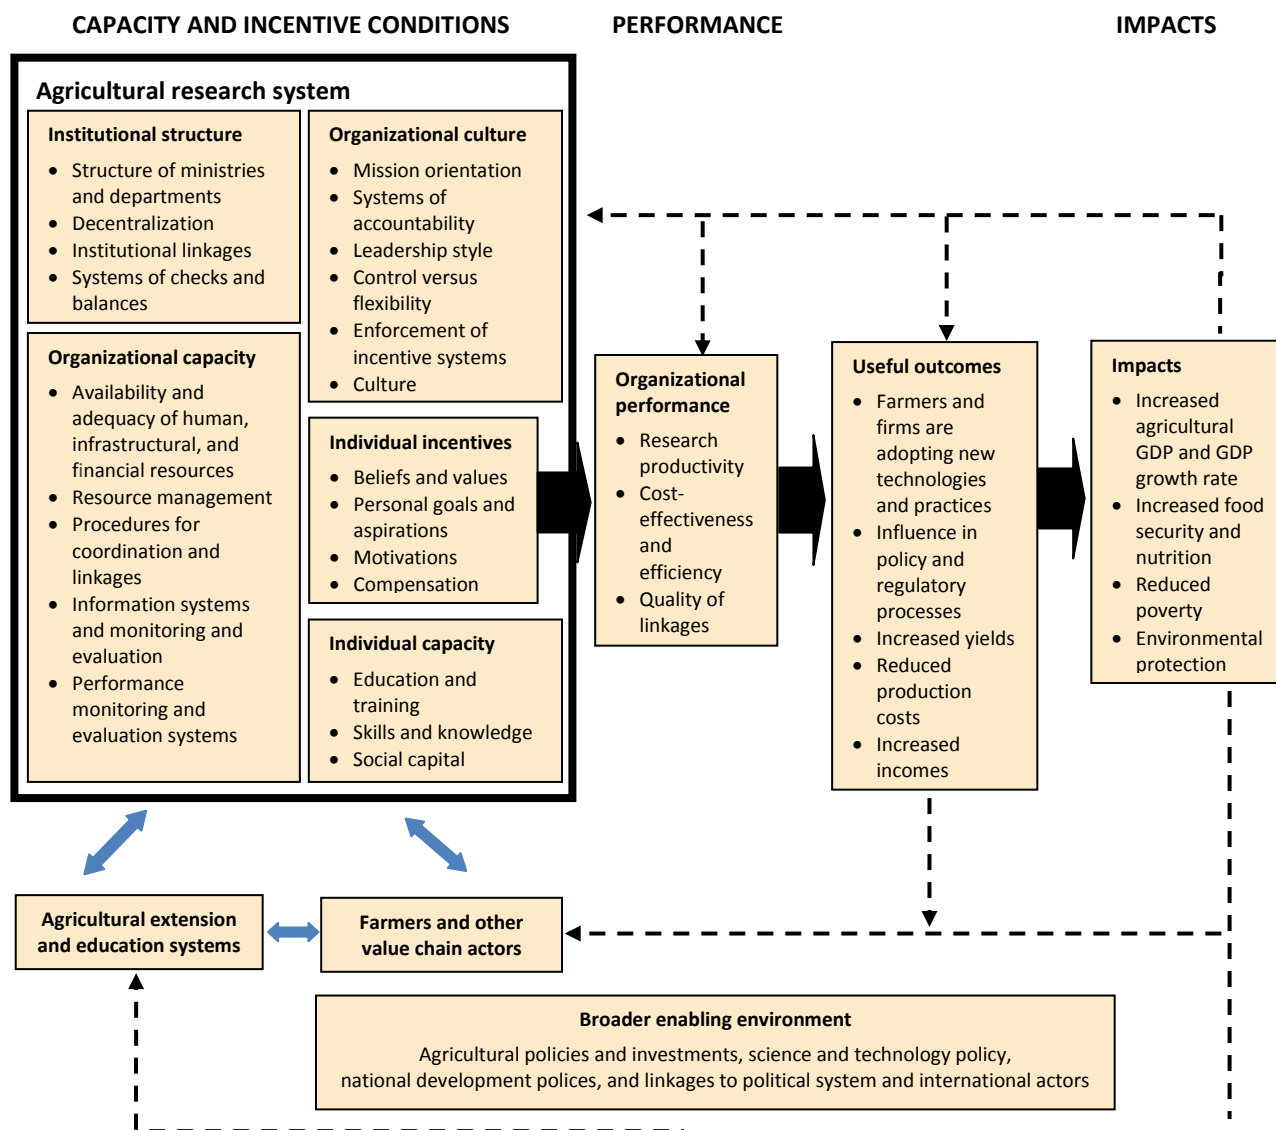 CAPACITY AND INCENTIVE CONDITIONS
PERFORMANCE
IMPACTS
Agricultural research system
Institutional structure
• Structure of ministries
and departments
• Decentralization
• Institutional linkages
• Systems of checks and
balances
Organizational capacity
• Availability and
adequacy of human,
infrastructural, and
financial resources
• Resource management
• Procedures for
coordination and
linkages
• Information systems
and monitoring and
evaluation
• Performance
monitoring and
evaluation systems
Organizational culture
• Mission orientation
• Systems of
accountability
• Leadership style
• Control versus
flexibility
• Enforcement of
incentive systems
• Culture
Individual incentives
• Beliefs and values
• Personal goals and
aspirations
• Motivations
• Compensation
Individual capacity
• Education and
training
• Skills and knowledge
• Social capital
Organizational
performance
• Research
productivity
• Cost-
effectiveness
and
efficiency
• Quality of
linkages
Useful outcomes
• Farmers and
firms are
adopting new
technologies
and practices
• Influence in
policy and
regulatory
processes
• Increased yields
• Reduced
production
costs
• Increased
incomes
Impacts
• Increased
agricultural
GDP and GDP
growth rate
• Increased food
security and
nutrition
• Reduced
poverty
• Environmental
protection
Agricultural extension
and education systems
Farmers and other
value chain actors
Broader enabling environment
Agricultural policies and investments, science and technology policy,
national development polices, and linkages to political system and international actors